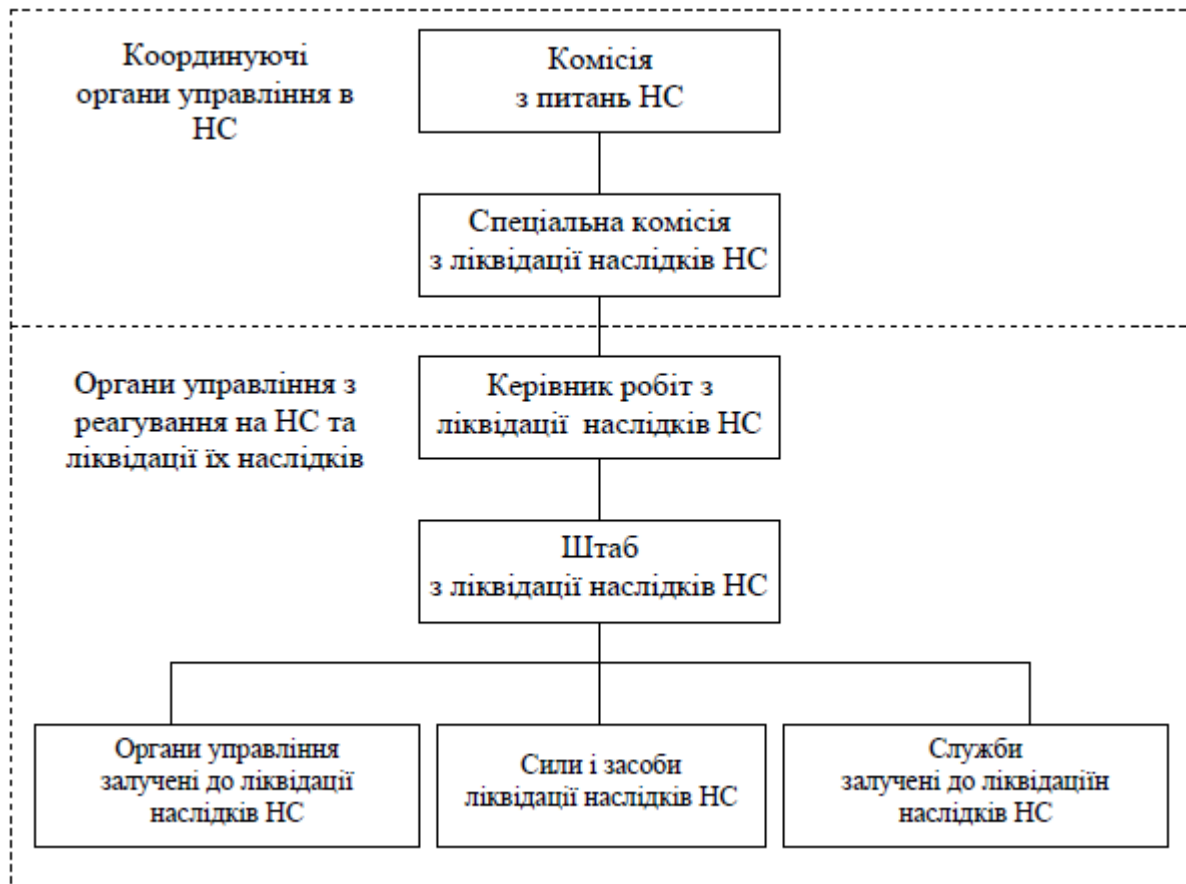 Координуючі
органи управління в
НС
Комісія
з питань НС
Спеціальна комісія
з ліквідації наслідків НС
Органи управління з
реагування на НС та
ліквідації їх наслідків
Керівник робіт з
ліквідації наслідків НС
Штаб
з ліквідації наслідків НС
Органи управління
залучені до ліквідації
наслідків НС
Сили і засоби
ліквідації наслідків НС
Служби
залучені до ліквідаціїн
наслідків НС